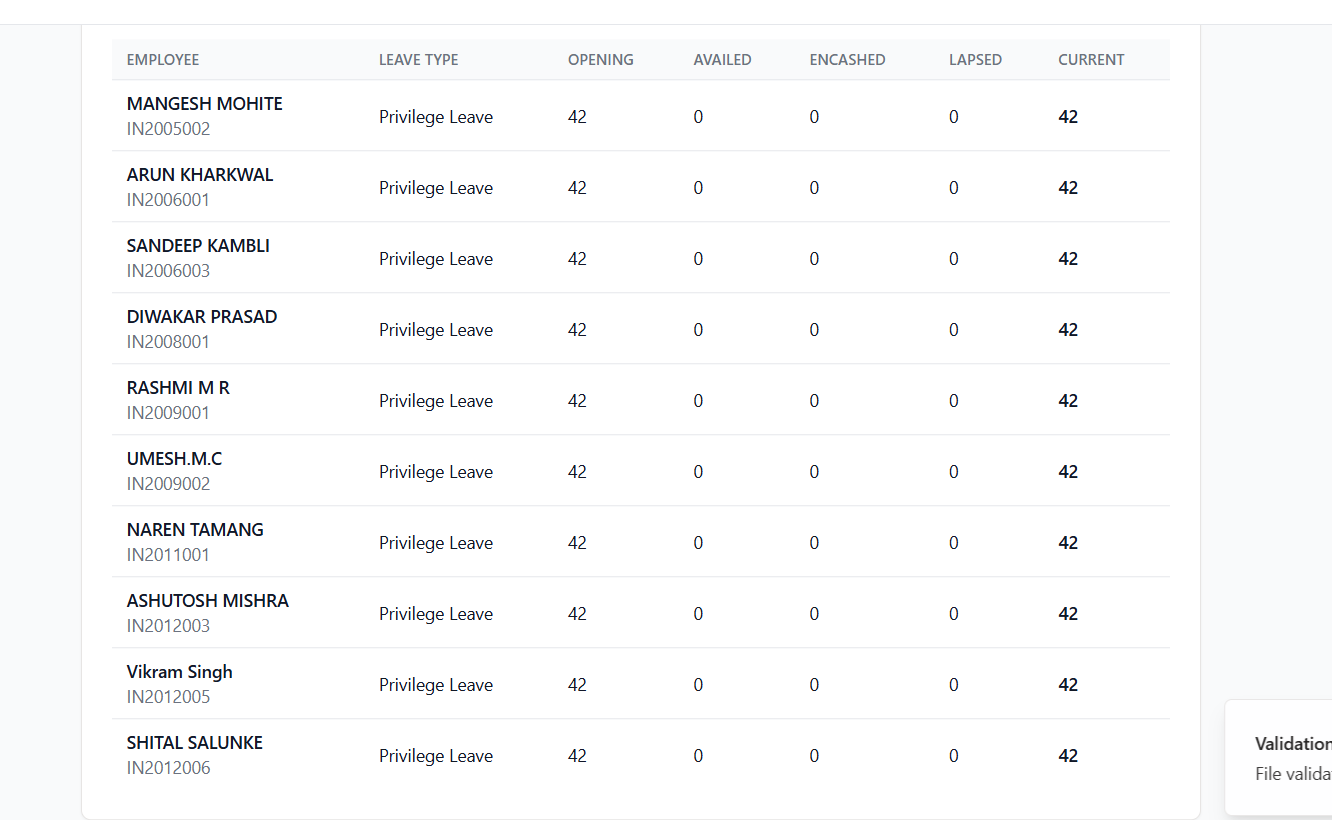 EMPLOYEE LEAVE TYPE OPENING AVAILED ENCASHED LAPSED CURRENT
MANGESH MOHITE
IN2005002
Privilege Leave 42 0 0 0 42
ARUN KHARKWAL
IN2006001
Privilege Leave 42 0 0 0 42
SANDEEP KAMBLI
IN2006003
Privilege Leave 42 0 0 0 42
DIWAKAR PRASAD
IN2008001
Privilege Leave 42 0 0 0 42
RASHMI M R
IN2009001
Privilege Leave 42 0 0 0 42
UMESH.M.C
IN2009002
Privilege Leave 42 0 0 0 42
NAREN TAMANG
IN2011001
Privilege Leave 42 0 0 0 42
ASHUTOSH MISHRA
IN2012003
Privilege Leave 42 0 0 0 42
Vikram Singh
IN2012005
Privilege Leave 42 0 0 0 42
SHITAL SALUNKE
IN2012006
Privilege Leave 42 0 0 0 42
Validation
File valida